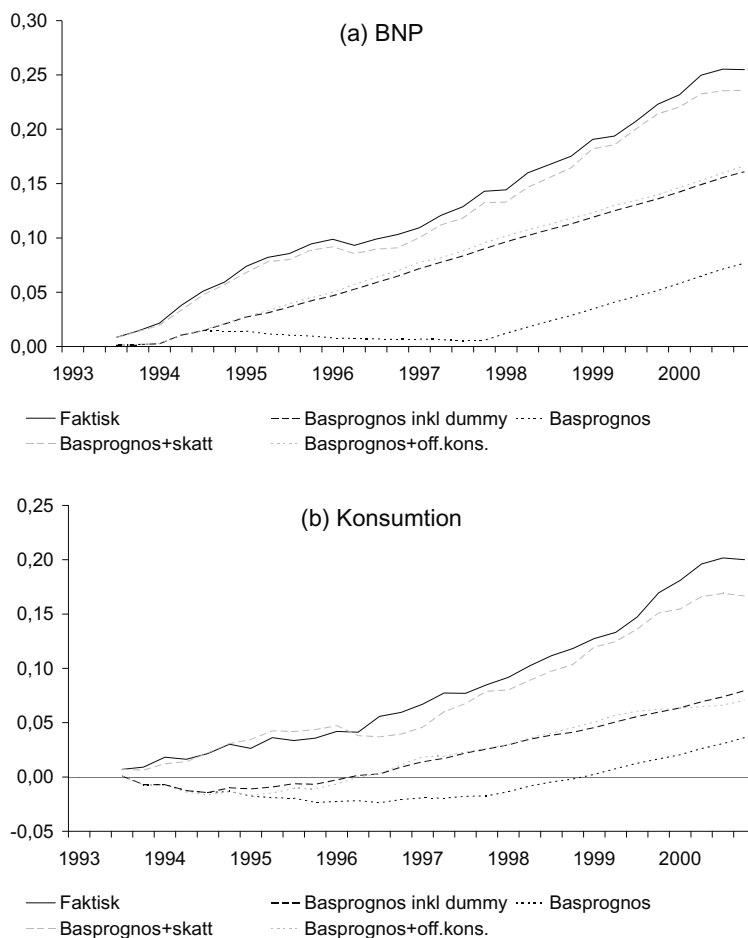 (a) BNP
0,30
0,25
0,20
0,15
0,10
0,05
0,00
1993 1994 1995 1996 1997 1998 1999 2000
Faktisk Basprognos inkl dummy Basprognos
Basprognos+skatt Basprognos+off.kons.
(b) Konsumtion
0,25
0,20
0,15
0,10
0,05
0,00
-0,05
1993 1994 1995 1996 1997 1998 1999 2000
Faktisk Basprognos inkl dummy Basprognos
Basprognos+skatt Basprognos+off.kons.